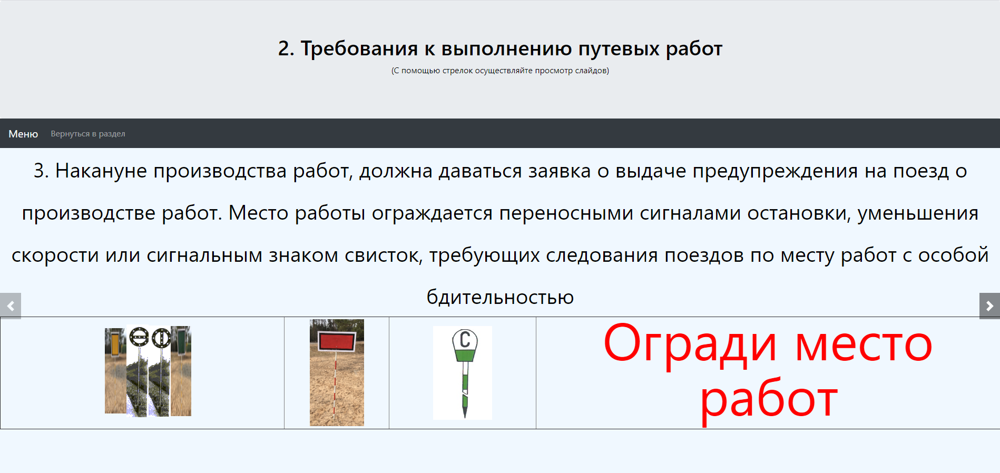 2. Требования к выполнению путевых работ
(С помощью стрелок осуществляйте просмотр слайдов)
Меню Вернуться в раздел
3. Накануне производства работ, должна даваться заявка о выдаче предупреждения на поезд о
производстве работ. Место работы ограждается переносными сигналами остановки, уменьшения
скорости или сигнальным знаком свисток, требующих следования поездов по месту работ с особой
бдительностью
С
Огради место
работ